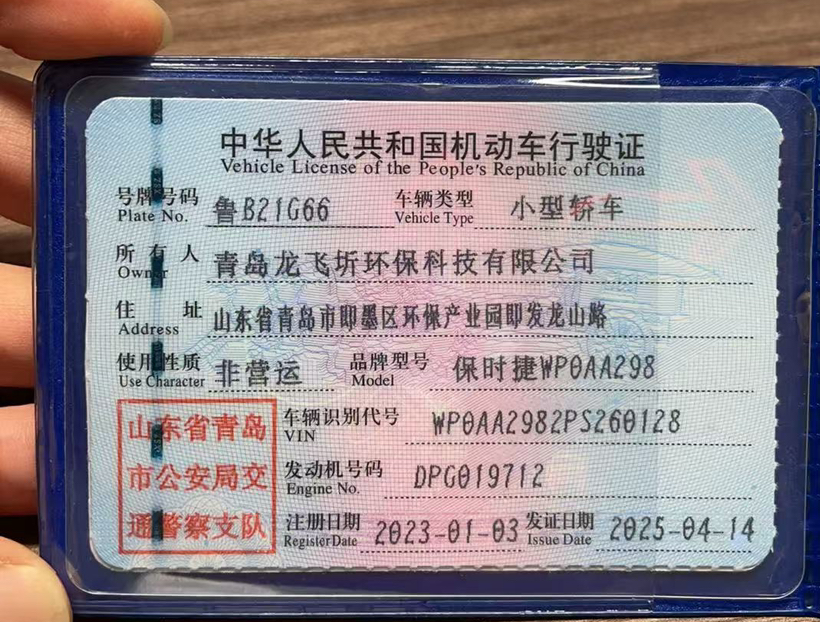 中华人民共和国机动车行驶证
Vehicle License of the People's Republic of China
号牌号码 鲁B21G66 车辆类型 小型轿车
Plate No. Vehicle Type
所有人 青岛龙飞圻环保科技有限公司
Owner
住址 山东省青岛市即墨区环保产业园即发龙山路
Address
使用性质 非营运 品牌型号 保时捷WP0AA298
Use Character Model
山东省青岛 车辆识别代号 WP0AA2982PS260128
VIN
市公安局交 发动机号码 DPG019712
Engine No.
通警察支队 注册日期 2023-01-03 发证日期 2025-04-14
Register Date Issue Date